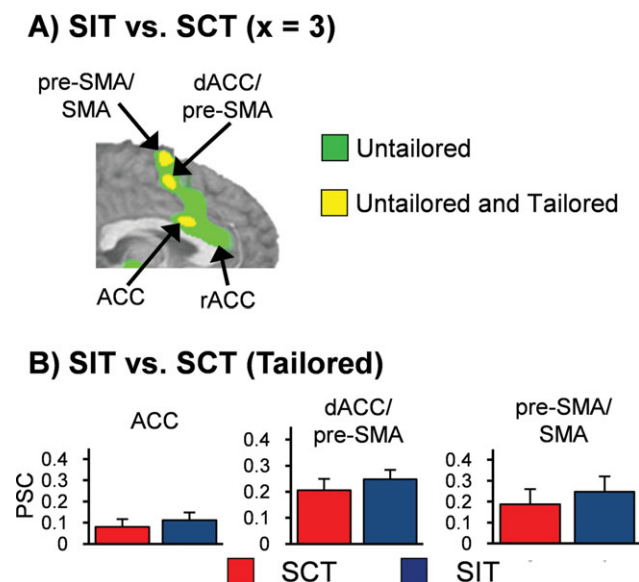 A) SIT vs. SCT (x = 3)
pre-SMA/
SMA
dACC/
pre-SMA
Untailored
Untailored and Tailored
ACC
rACC
B) SIT vs. SCT (Tailored)
ACC
dACC/
pre-SMA
pre-SMA/
SMA
PSC
0.4
0.3
0.2
0.1
0
0.4
0.3
0.2
0.1
0
0.4
0.3
0.2
0.1
0
SCT
SIT